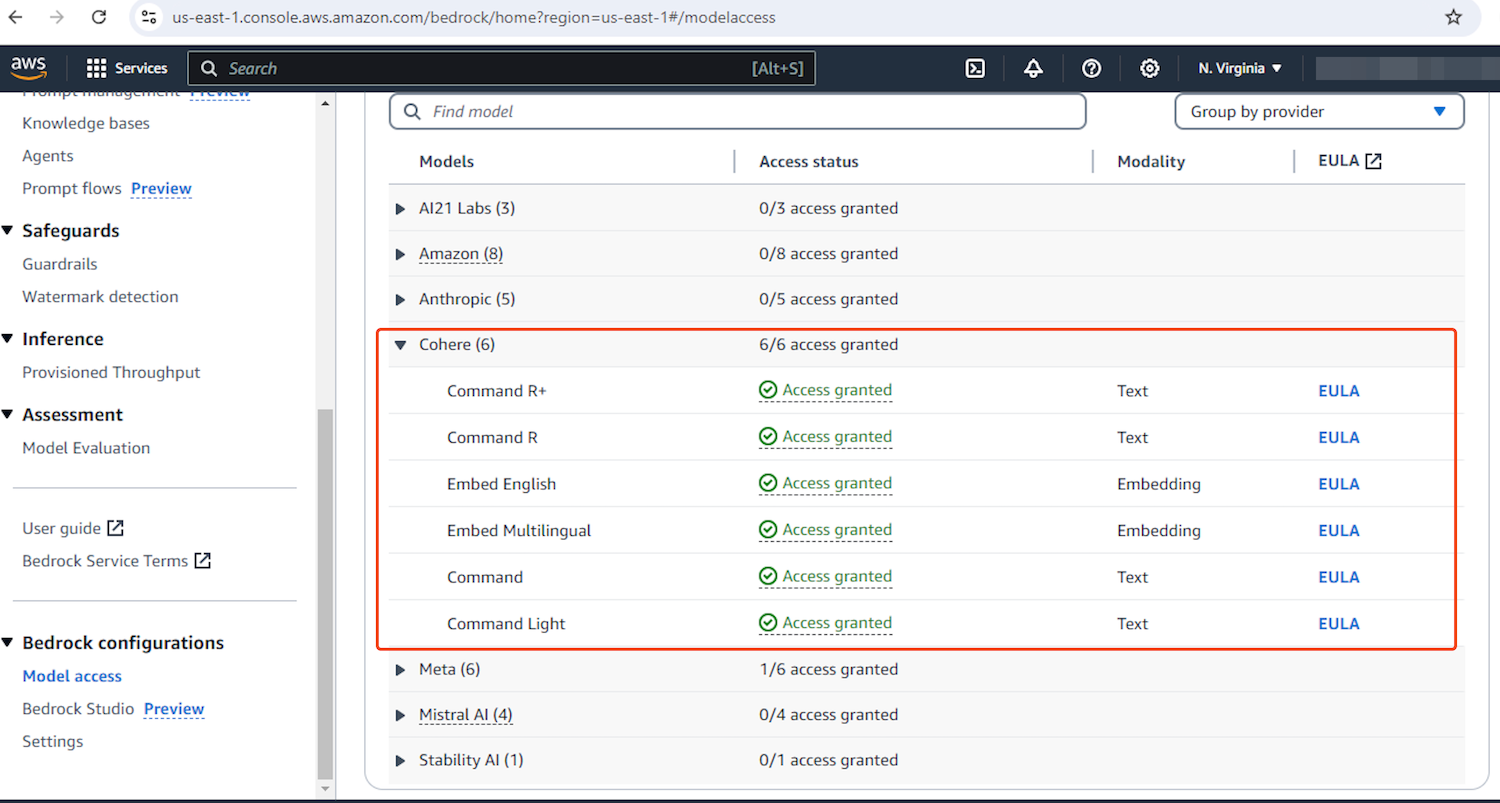 us-east-1.console.aws.amazon.com/bedrock/home?region=us-east-1#/modelaccess
aws Services Search [Alt+S] N. Virginia
Prompt management Preview
Knowledge bases
Agents
Prompt flows Preview
Safeguards
Guardrails
Watermark detection
Inference
Provisioned Throughput
Assessment
Model Evaluation
User guide
Bedrock Service Terms
Bedrock configurations
Model access
Bedrock Studio Preview
Settings
Find model Group by provider
Models Access status Modality EULA
AI21 Labs (3) 0/3 access granted
Amazon (8) 0/8 access granted
Anthropic (5) 0/5 access granted
Cohere (6) 6/6 access granted
Command R+ Access granted Text EULA
Command R Access granted Text EULA
Embed English Access granted Embedding EULA
Embed Multilingual Access granted Embedding EULA
Command Access granted Text EULA
Command Light Access granted Text EULA
Meta (6) 1/6 access granted
Mistral AI (4) 0/4 access granted
Stability AI (1) 0/1 access granted